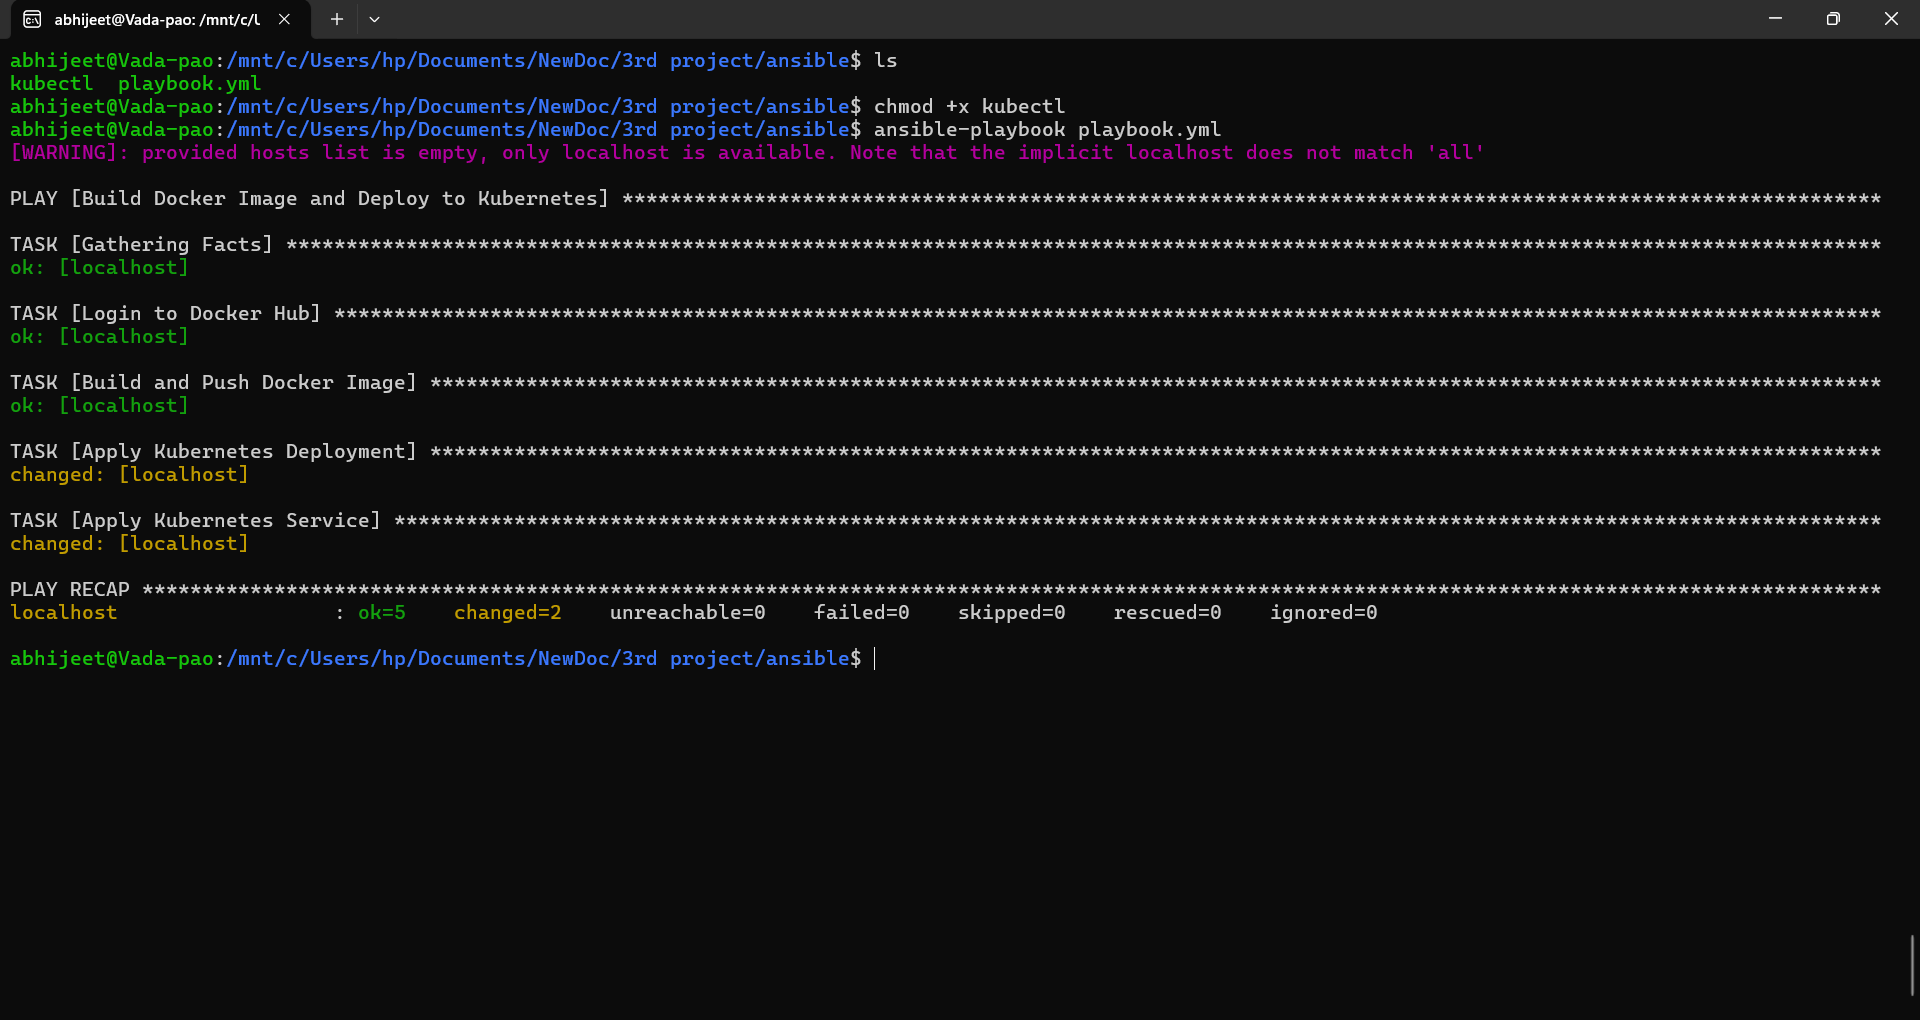 abhijeet@Vada-pao: /mnt/c/U
abhijeet@Vada-pao:/mnt/c/Users/hp/Documents/NewDoc/3rd project/ansible$ ls
kubectl  playbook.yml
abhijeet@Vada-pao:/mnt/c/Users/hp/Documents/NewDoc/3rd project/ansible$ chmod +x kubectl
abhijeet@Vada-pao:/mnt/c/Users/hp/Documents/NewDoc/3rd project/ansible$ ansible-playbook playbook.yml
[WARNING]: provided hosts list is empty, only localhost is available. Note that the implicit localhost does not match 'all'
PLAY [Build Docker Image and Deploy to Kubernetes] *********************************************************************************************************
TASK [Gathering Facts] *************************************************************************************************************************************
ok: [localhost]
TASK [Login to Docker Hub] *********************************************************************************************************************************
ok: [localhost]
TASK [Build and Push Docker Image] *************************************************************************************************************************
ok: [localhost]
TASK [Apply Kubernetes Deployment] *************************************************************************************************************************
changed: [localhost]
TASK [Apply Kubernetes Service] ****************************************************************************************************************************
changed: [localhost]
PLAY RECAP *************************************************************************************************************************************************
localhost                  : ok=5    changed=2    unreachable=0    failed=0    skipped=0    rescued=0    ignored=0
abhijeet@Vada-pao:/mnt/c/Users/hp/Documents/NewDoc/3rd project/ansible$